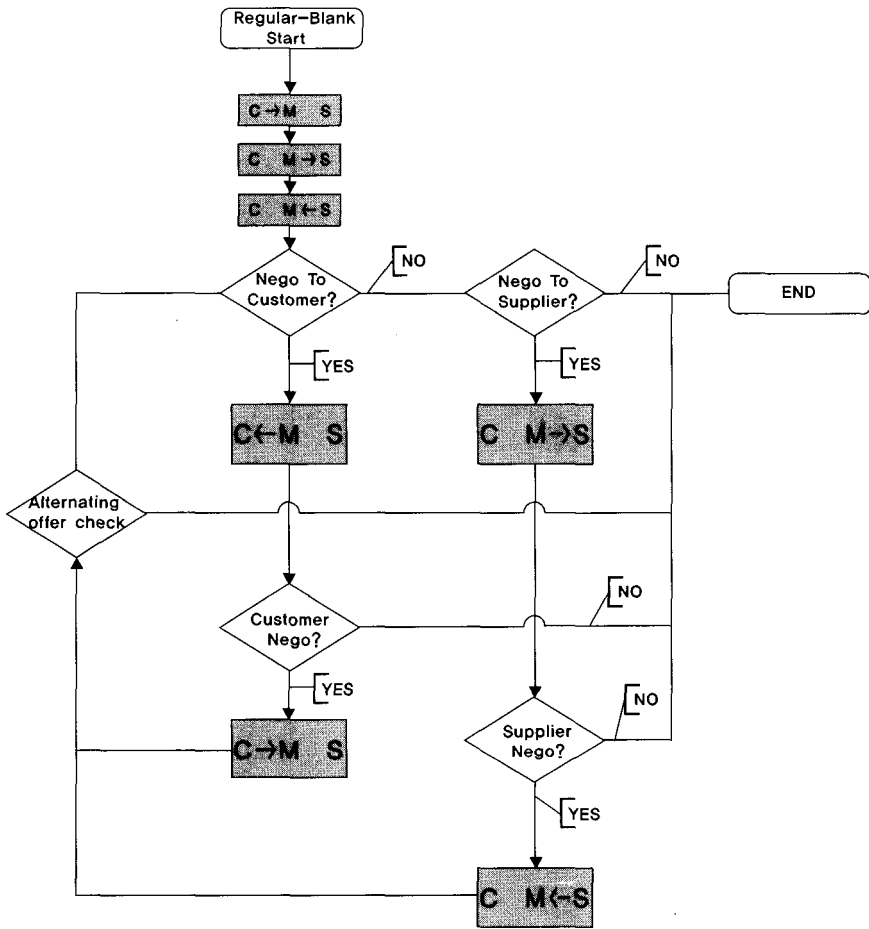 Regular-Blank
Start
C→M S
C M→S
C M←S
Nego To
Customer?
NO
Nego To
Supplier?
NO
END
YES
YES
C←M S
C M→S
Alternating
offer check
Customer
Nego?
NO
YES
C→M S
Supplier
Nego?
NO
YES
C M←S